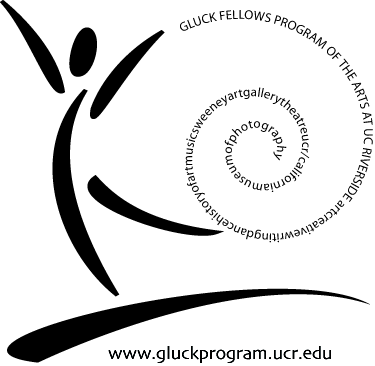 GLUCK FELLOWS PROGRAM OF THE ARTS AT UC RIVERSIDE artcreativewritingdancehistoryofartmusicsweeneyartgallerytheatreucr/californiamuseumofphotography
www.gluckprogram.ucr.edu